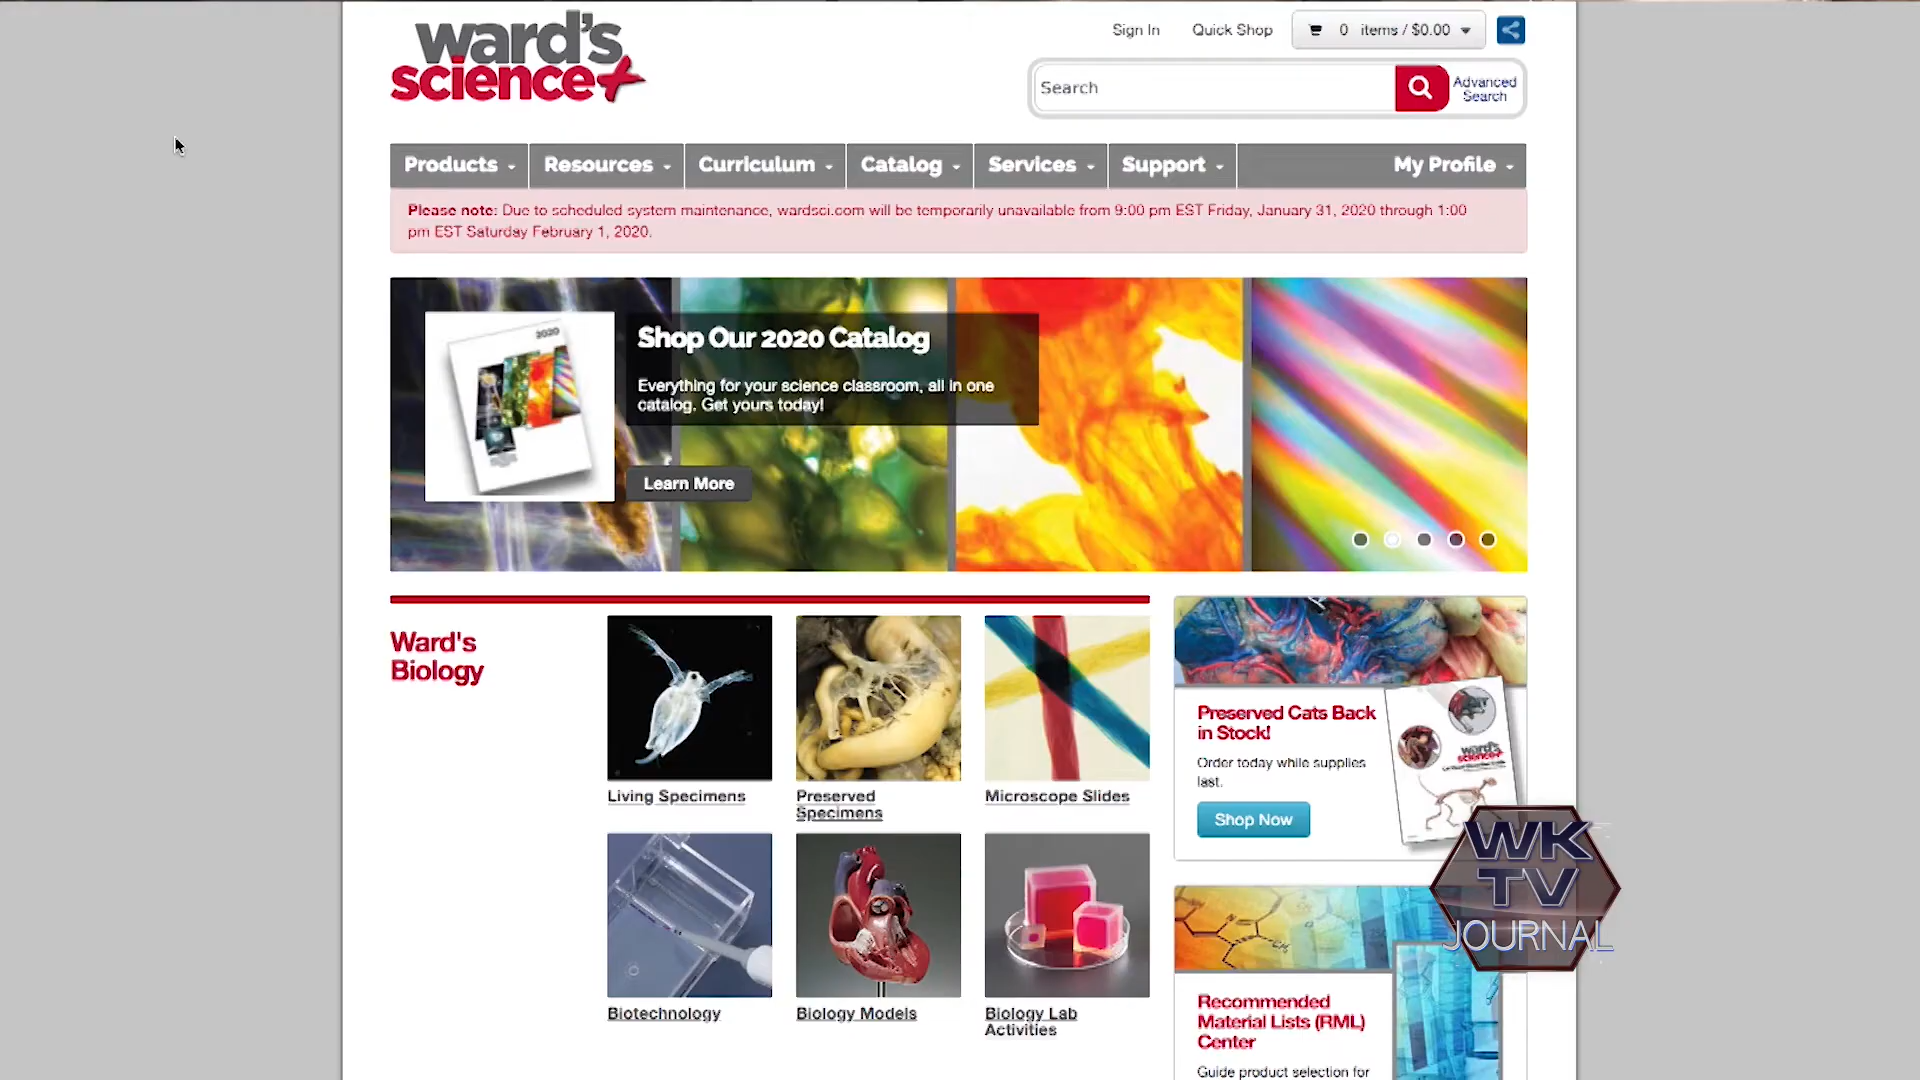 ward's
science+
Sign In
Quick Shop
0 items / $0.00
Search
Advanced
Search
Products
Resources
Curriculum
Catalog
Services
Support
My Profile
Please note: Due to scheduled system maintenance, wardsci.com will be temporarily unavailable from 9:00 pm EST Friday, January 31, 2020 through 1:00
pm EST Saturday February 1, 2020.
2020
Shop Our 2020 Catalog
Everything for your science classroom, all in one
catalog. Get yours today!
Learn More
Ward's
Biology
Living Specimens
Preserved
Specimens
Microscope Slides
Biotechnology
Biology Models
Biology Lab
Activities
Preserved Cats Back
in Stock!
Order today while supplies
last.
Shop Now
ward's
science+
WK
TV
JOURNAL
Recommended
Material Lists (RML)
Center
Guide product selection for